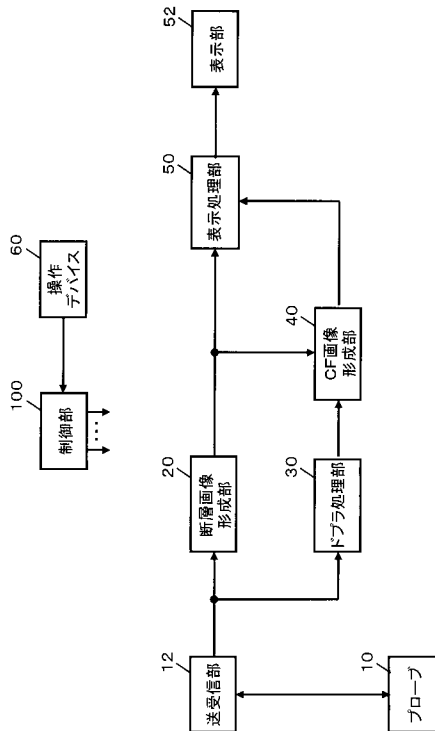 100
制御部
60
操作
デバイス
12
送受信部
20
断層画像
形成部
50
表示処理部
52
表示部
30
ドプラ処理部
40
CF画像
形成部
10
プローブ